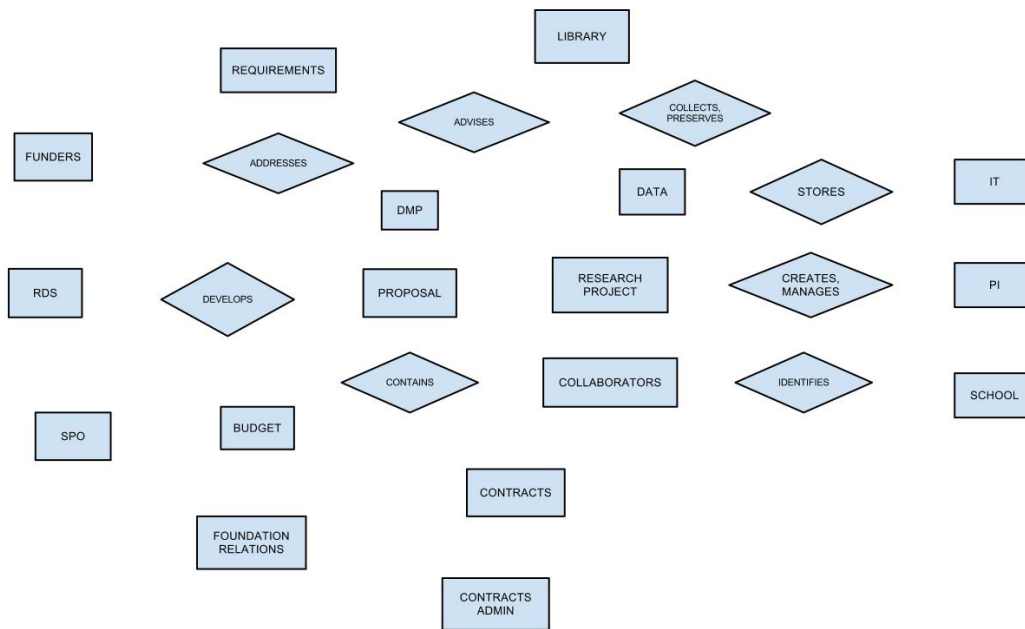 LIBRARY
REQUIREMENTS
COLLECTS,
PRESERVES
ADVISES
FUNDERS
ADDRESSES
IT
DATA
STORES
DMP
RESEARCH
PROJECT
CREATES,
MANAGES
PI
RDS
DEVELOPS
PROPOSAL
CONTAINS
COLLABORATORS
IDENTIFIES
SCHOOL
SPO
BUDGET
CONTRACTS
FOUNDATION
RELATIONS
CONTRACTS
ADMIN